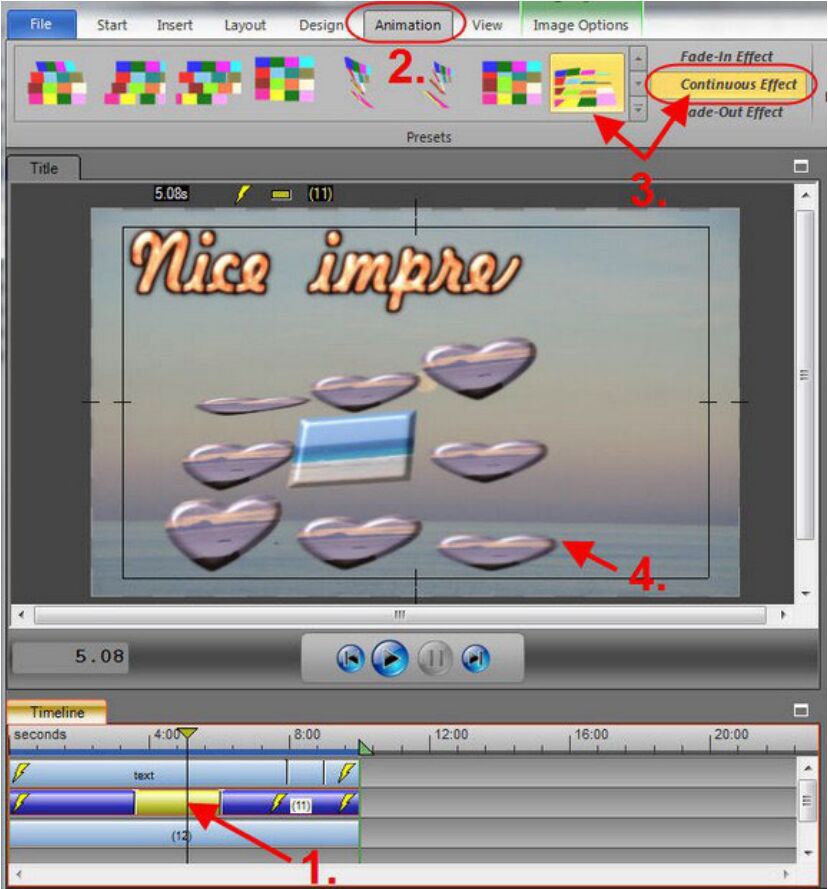 File Start Insert Layout Design Animation View Image Options
2.
Fade-In Effect
Continuous Effect
ade-Out Effect
Presets
3.
Title
5.08s (11)
Nice impre
4.
5.08
Timeline
seconds 4:00 8:00 12:00 16:00 20:00
text
(11)
(12)
1.